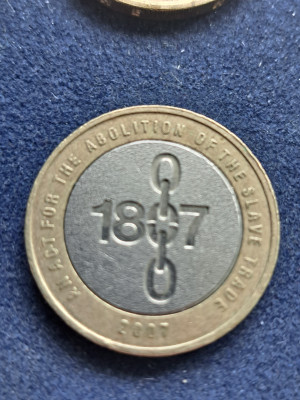 AN ACT FOR THE ABOLITION OF THE SLAVE TRADE
1807
2007